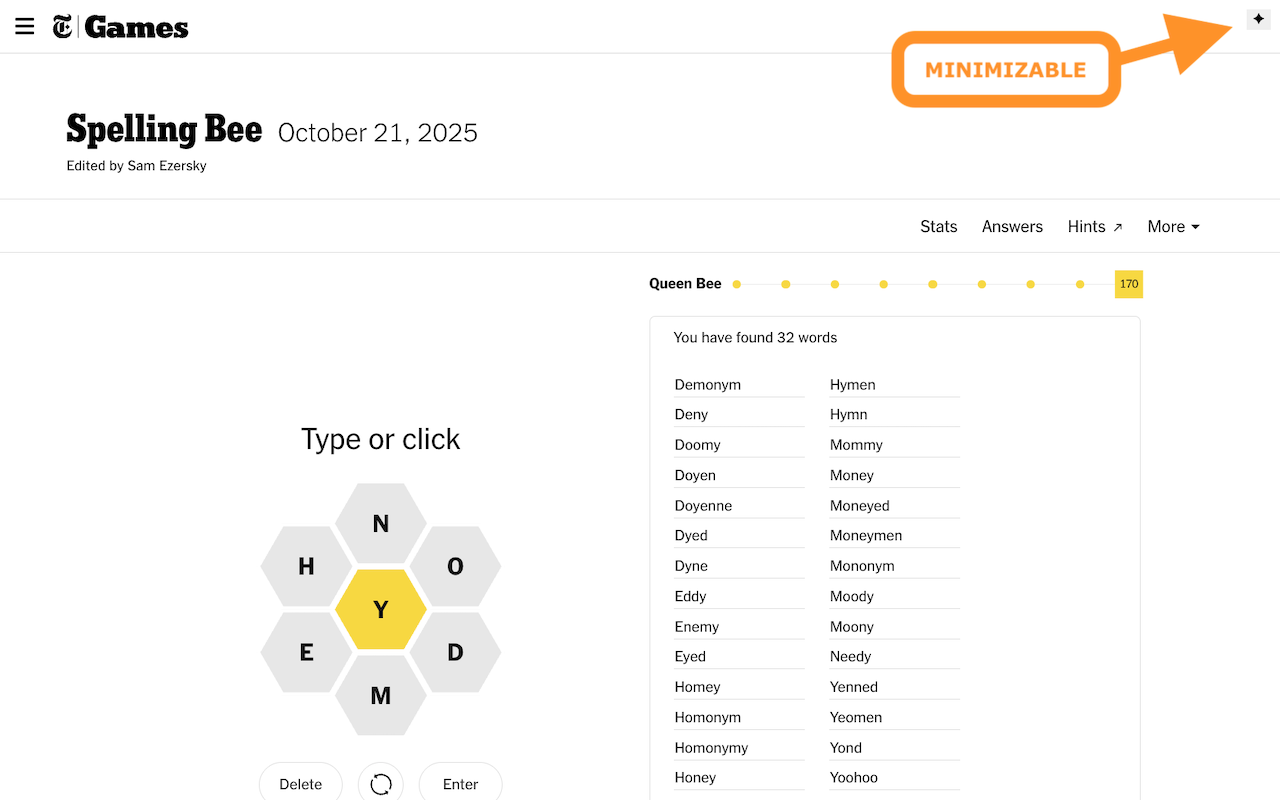 T Games
MINIMIZABLE
Spelling Bee October 21, 2025
Edited by Sam Ezersky
Stats Answers Hints ↗ More
Queen Bee 170
You have found 32 words
Demonym Hymen
Deny Hymn
Doomy Mommy
Doyen Money
Doyenne Moneyed
Dyed Moneymen
Dyne Mononym
Eddy Moody
Enemy Moony
Eyed Needy
Homey Yenned
Homonym Yeomen
Homonymy Yond
Honey Yoohoo
Type or click
N
H O
Y
E D
M
Delete Enter